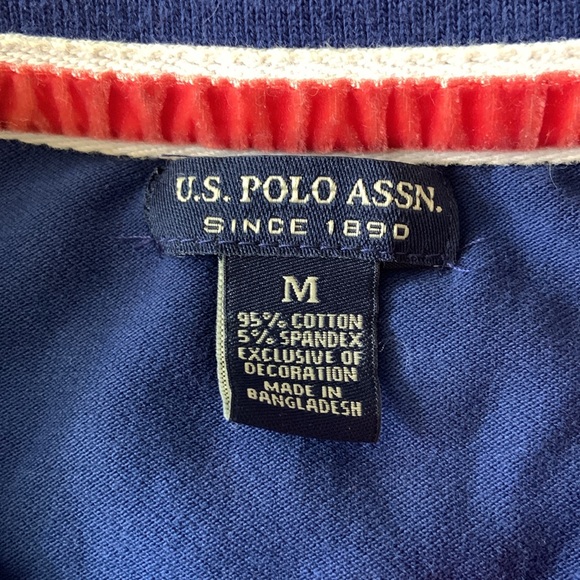 U.S. POLO ASSN.
SINCE 1890
M
95% COTTON
5% SPANDEX
EXCLUSIVE OF
DECORATION
MADE IN
BANGLADESH